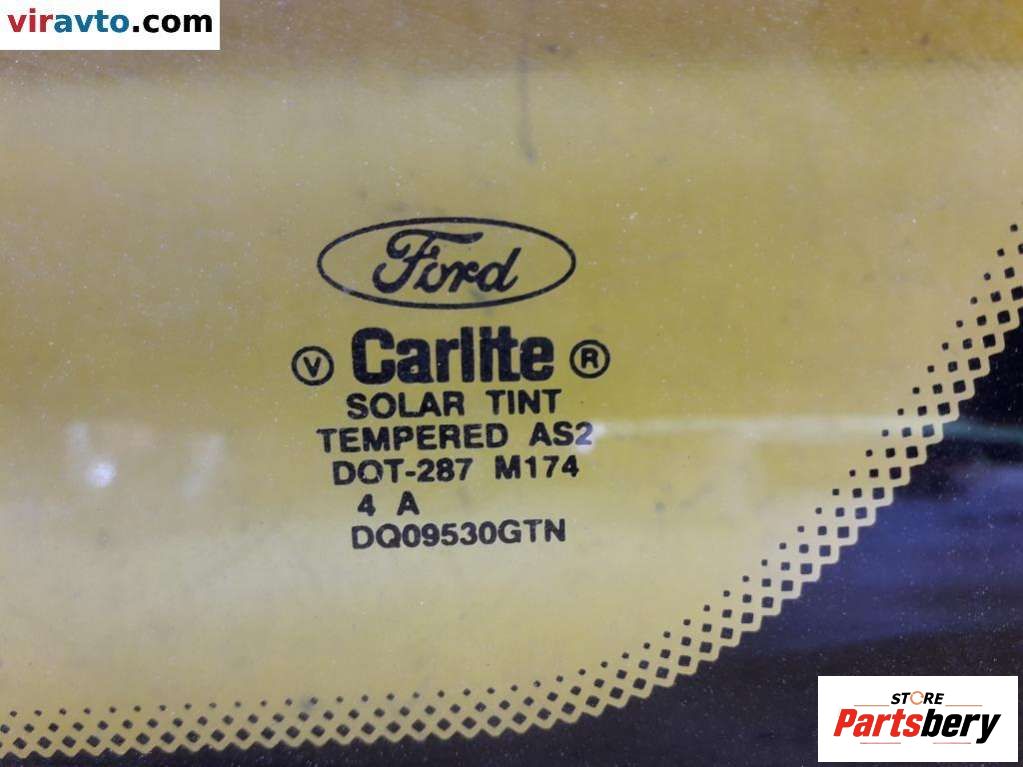 viravto.com
Ford
V Carlite ®
SOLAR TINT
TEMPERED AS2
DOT-287 M174
4 A
DQ09530GTN
STORE
Partsbery